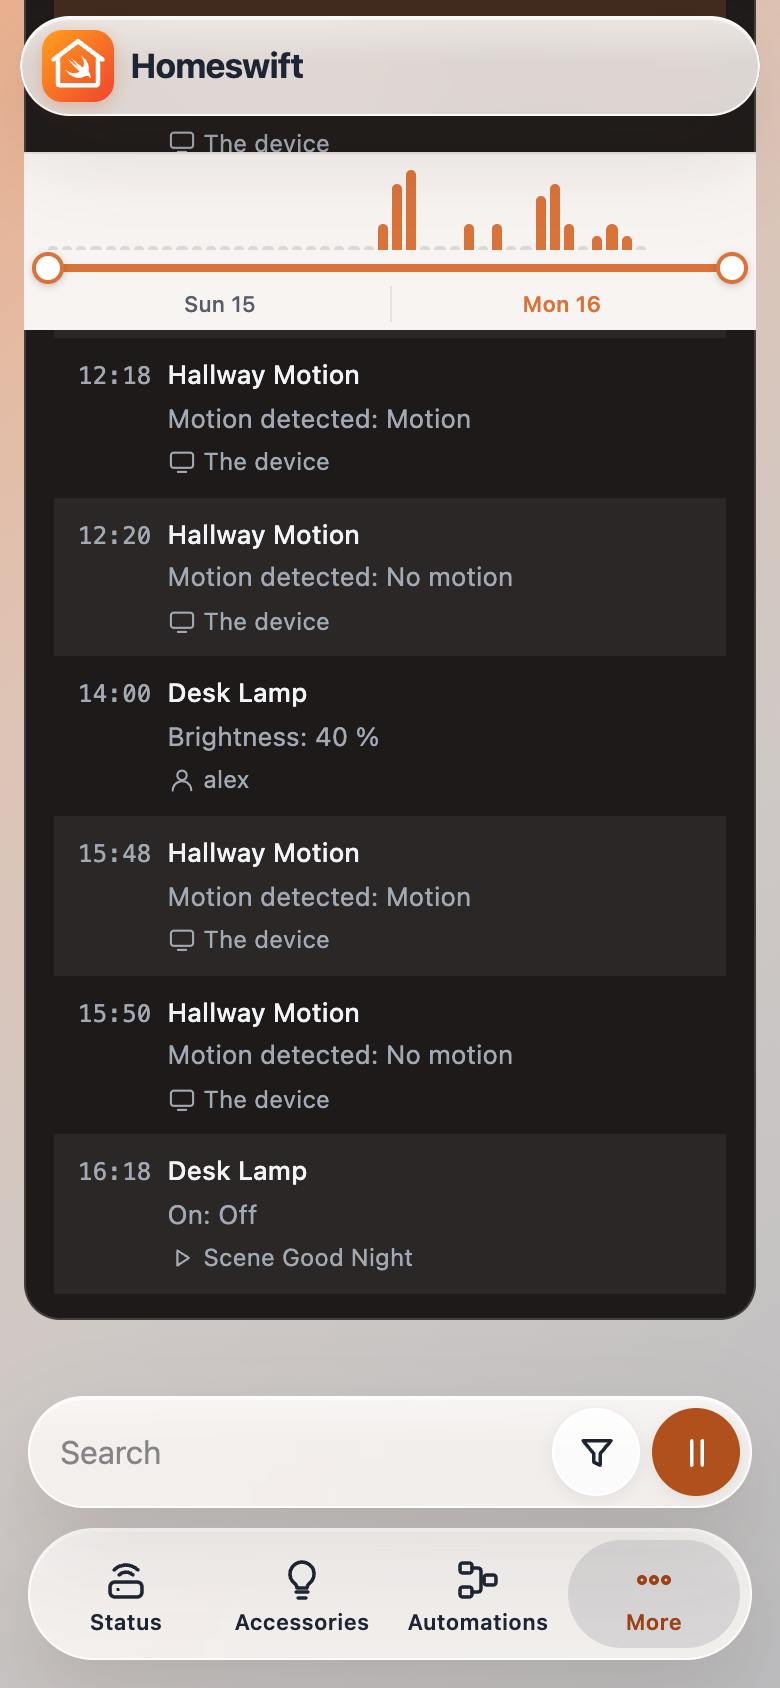 Homeswift
The device
Sun 15
Mon 16
12:18 Hallway Motion
Motion detected: Motion
The device
12:20 Hallway Motion
Motion detected: No motion
The device
14:00 Desk Lamp
Brightness: 40 %
alex
15:48 Hallway Motion
Motion detected: Motion
The device
15:50 Hallway Motion
Motion detected: No motion
The device
16:18 Desk Lamp
On: Off
Scene Good Night
Search
Status
Accessories
Automations
More